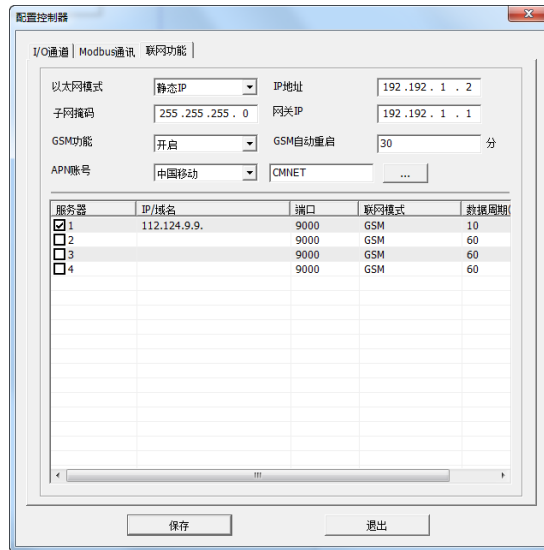 配置控制器
I/O通道 Modbus通讯 联网功能
以太网模式 静态IP IP地址 192.192. 1 . 2
子网掩码 255.255.255. 0 网关IP 192.192. 1 . 1
GSM功能 开启 GSM自动重启 30 分
APN账号 中国移动 CMNET ...
服务器 IP/域名 端口 联网模式 数据周期(
1 112.124.9.9. 9000 GSM 10
2 9000 GSM 60
3 9000 GSM 60
4 9000 GSM 60
保存 退出